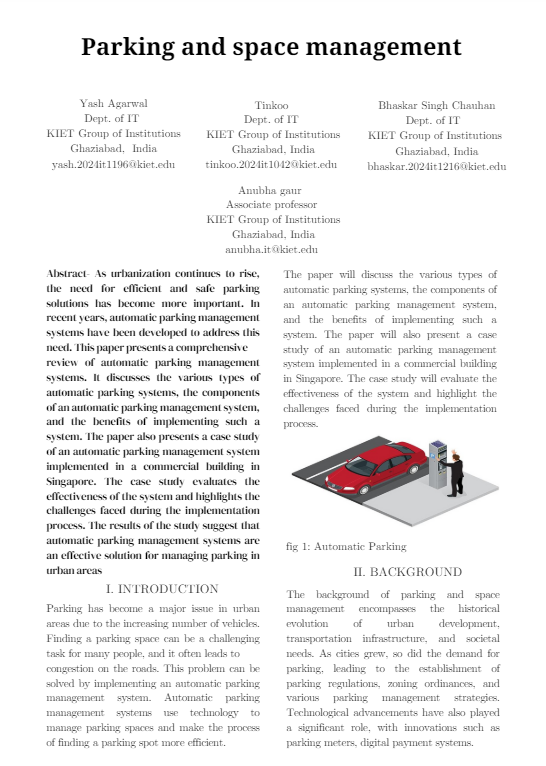 Parking and space management
Yash Agarwal
Dept. of IT
KIET Group of Institutions
Ghaziabad, India
yash.2024it1196@kiet.edu
Tinkoo
Dept. of IT
KIET Group of Institutions
Ghaziabad, India
tinkoo.2024it1042@kiet.edu
Bhaskar Singh Chauhan
Dept. of IT
KIET Group of Institutions
Ghaziabad, India
bhaskar.2024it1216@kiet.edu
Anubha gaur
Associate professor
KIET Group of Institutions
Ghaziabad, India
anubha.it@kiet.edu
Abstract- As urbanization continues to rise,
the need for efficient and safe parking
solutions has become more important. In
recent years, automatic parking management
systems have been developed to address this
need. This paper presents a comprehensive
review of automatic parking management
systems. It discusses the various types of
automatic parking systems, the components
of an automatic parking management system,
and the benefits of implementing such a
system. The paper also presents a case study
of an automatic parking management system
implemented in a commercial building in
Singapore. The case study evaluates the
effectiveness of the system and highlights the
challenges faced during the implementation
process. The results of the study suggest that
automatic parking management systems are
an effective solution for managing parking in
urban areas
I. INTRODUCTION
Parking has become a major issue in urban
areas due to the increasing number of vehicles.
Finding a parking space can be a challenging
task for many people, and it often leads to
congestion on the roads. This problem can be
solved by implementing an automatic parking
management system. Automatic parking
management systems use technology to
manage parking spaces and make the process
of finding a parking spot more efficient.
The paper will discuss the various types of
automatic parking systems, the components of
an automatic parking management system,
and the benefits of implementing such a
system. The paper will also present a case
study of an automatic parking management
system implemented in a commercial building
in Singapore. The case study will evaluate the
effectiveness of the system and highlight the
challenges faced during the implementation
process.
fig 1: Automatic Parking
II. BACKGROUND
The background of parking and space
management encompasses the historical
evolution of urban development,
transportation infrastructure, and societal
needs. As cities grew, so did the demand for
parking, leading to the establishment of
parking regulations, zoning ordinances, and
various parking management strategies.
Technological advancements have also played
a significant role, with innovations such as
parking meters, digital payment systems.